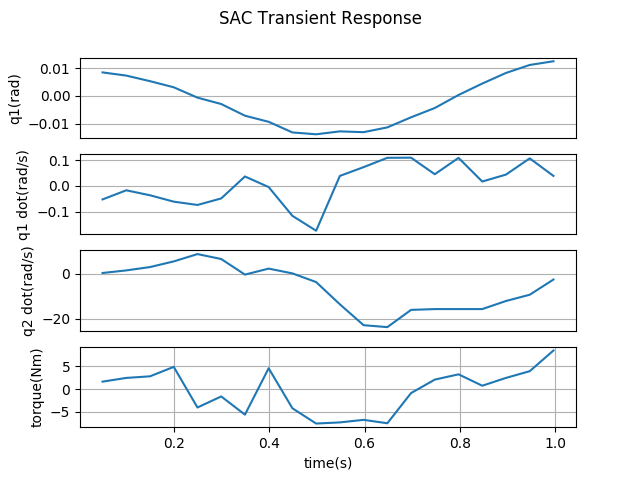 SAC Transient Response
q1(rad)
0.01
0.00
−0.01
q1 dot(rad/s)
0.1
0.0
−0.1
q2 dot(rad/s)
0
−20
torque(Nm)
5
0
−5
0.2 0.4 0.6 0.8 1.0
time(s)